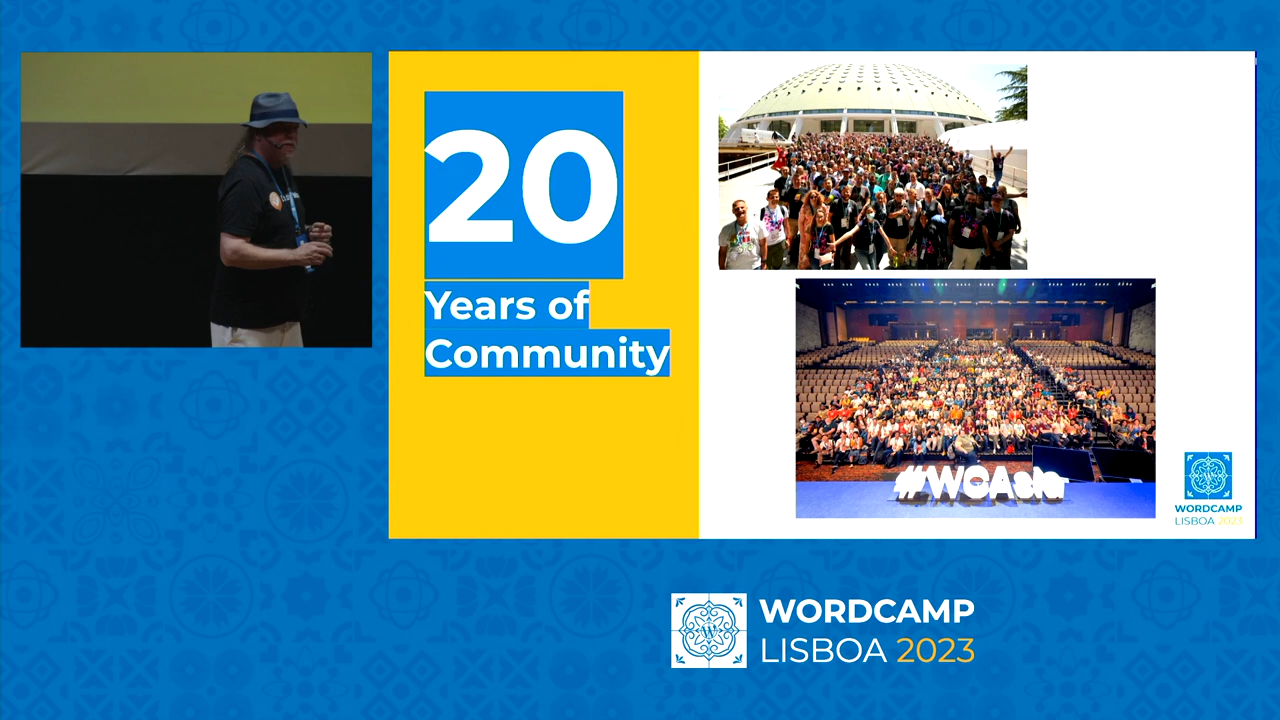 20
Years of
Community
#WCAsia
WORDCAMP
LISBOA 2023
WORDCAMP
LISBOA 2023